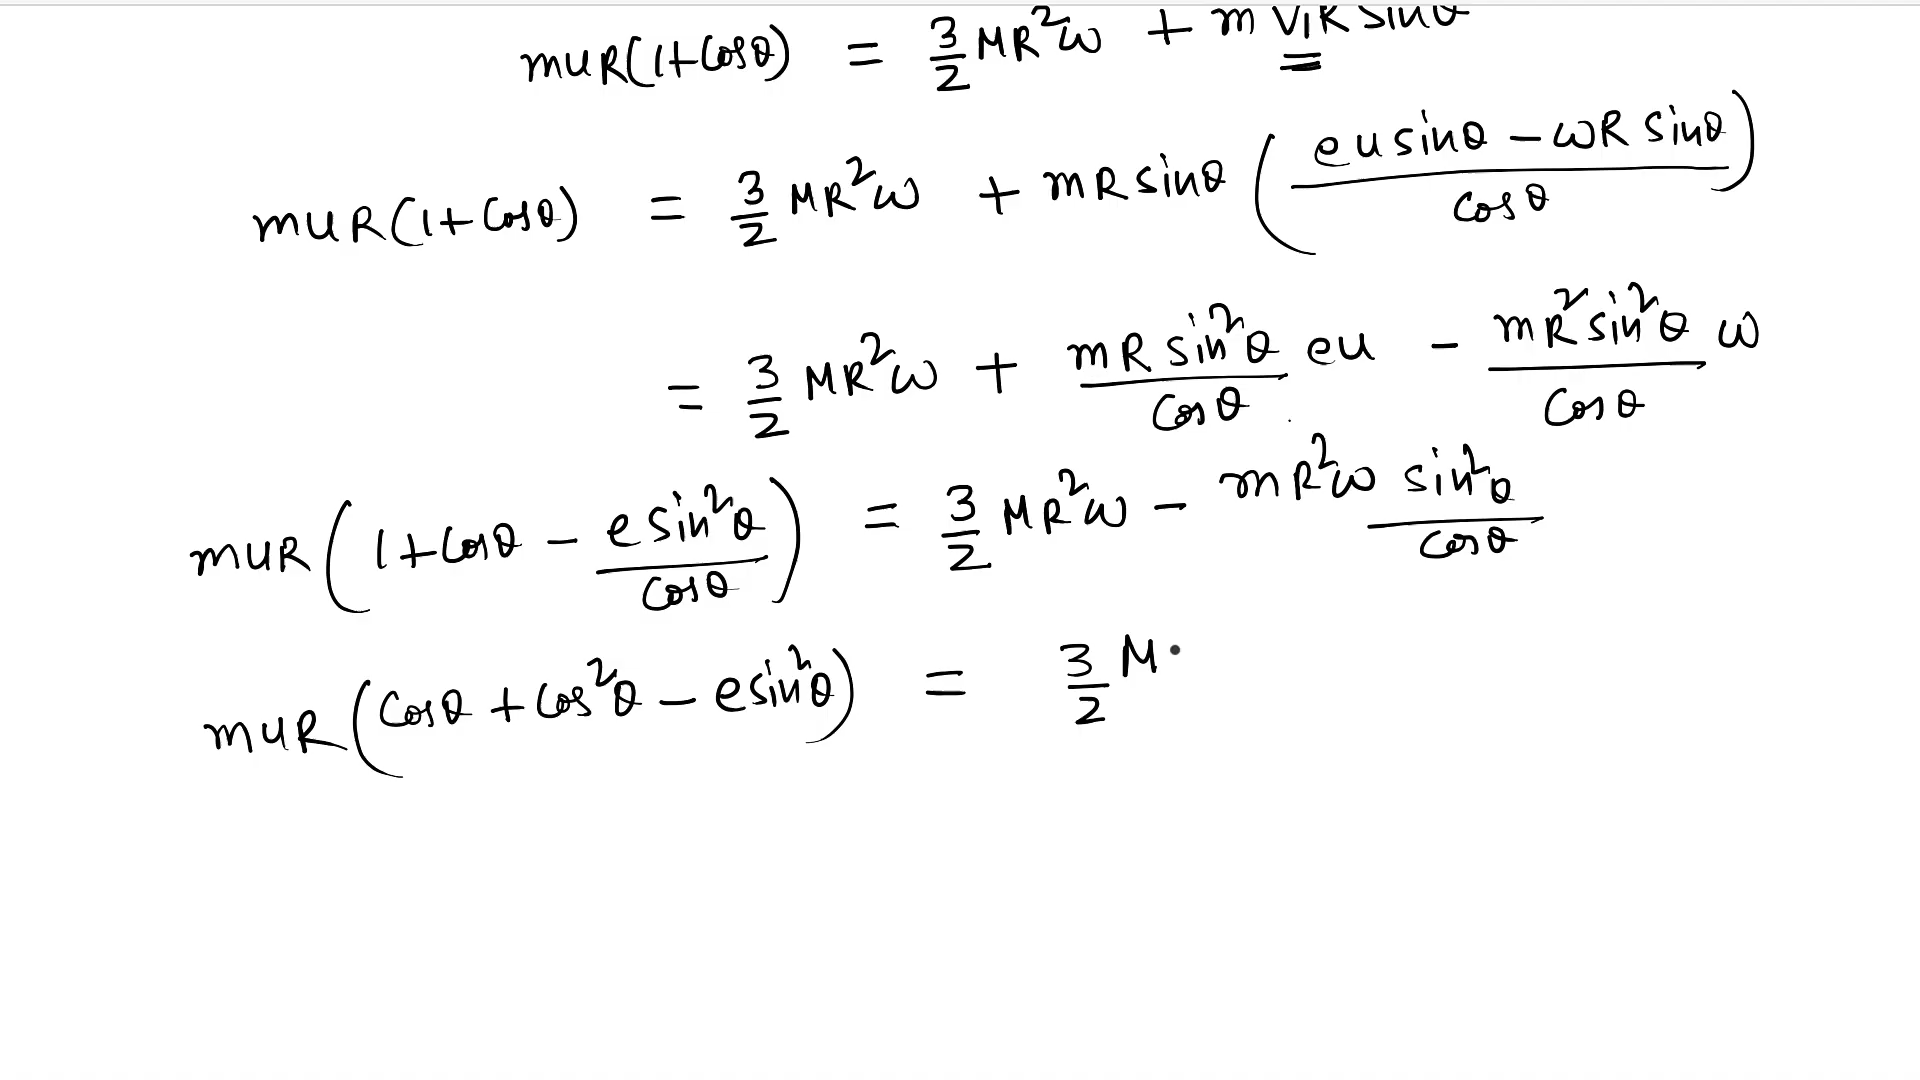 muR(1+cosθ) = 3/2 MR²ω + m V₁R sinθ
muR(1+cosθ) = 3/2 MR²ω + mR sinθ ((eu sinθ − ωR sinθ)/cosθ)
= 3/2 MR²ω + (mR sin²θ)/(cosθ) eu − (mR² sin²θ)/(cosθ) ω
muR(1+cosθ − (e sin²θ)/(cosθ)) = 3/2 MR²ω − mR²ω (sin²θ)/(cosθ)
muR(cosθ + cos²θ − e sin²θ) = 3/2 M